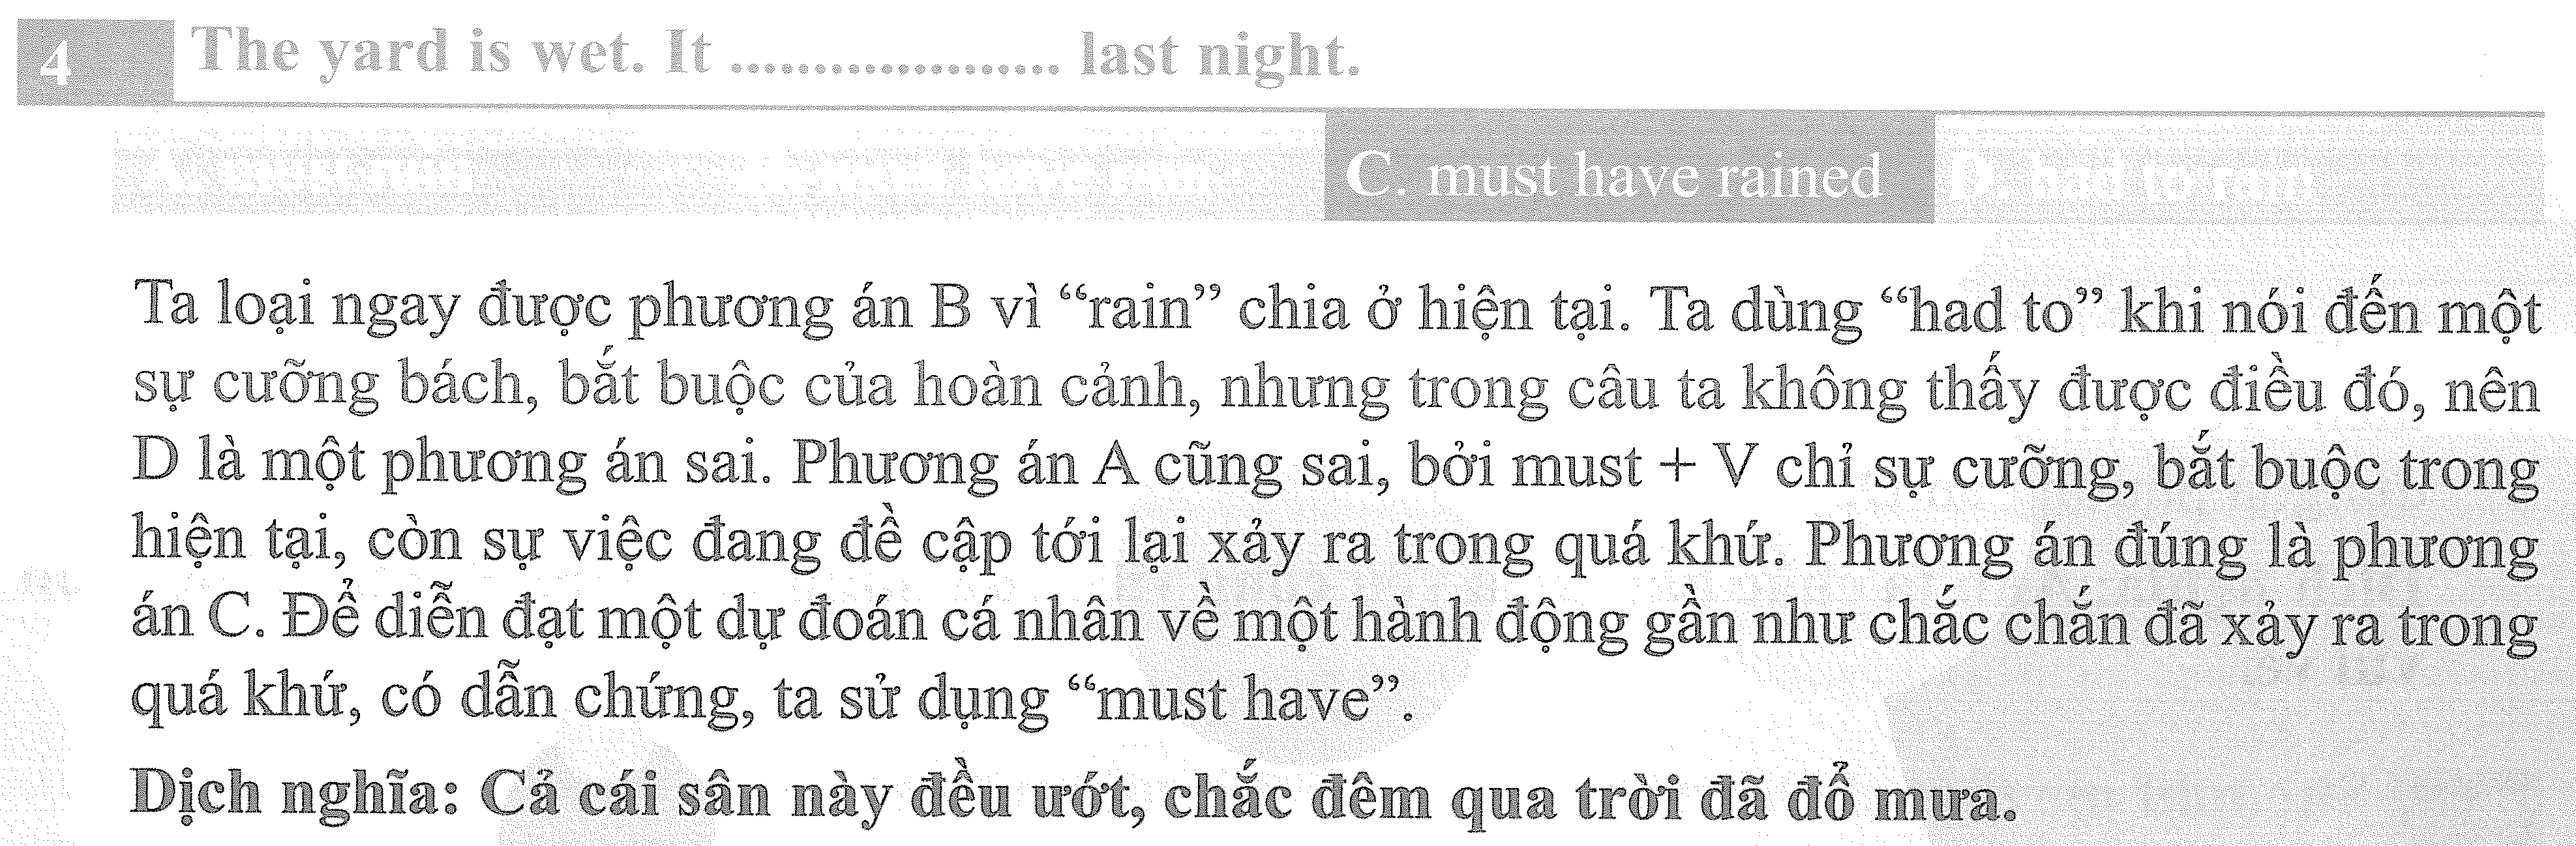 4 The yard is wet. It .................... last night.
C. must have rained
Ta loại ngay được phương án B vì “rain” chia ở hiện tại. Ta dùng “had to” khi nói đến một
sự cưỡng bách, bắt buộc của hoàn cảnh, nhưng trong câu ta không thấy được điều đó, nên
D là một phương án sai. Phương án A cũng sai, bởi must + V chỉ sự cưỡng, bắt buộc trong
hiện tại, còn sự việc đang đề cập tới lại xảy ra trong quá khứ. Phương án đúng là phương
án C. Để diễn đạt một dự đoán cá nhân về một hành động gần như chắc chắn đã xảy ra trong
quá khứ, có dẫn chứng, ta sử dụng “must have”.
Dịch nghĩa: Cả cái sân này đều ướt, chắc đêm qua trời đã đổ mưa.